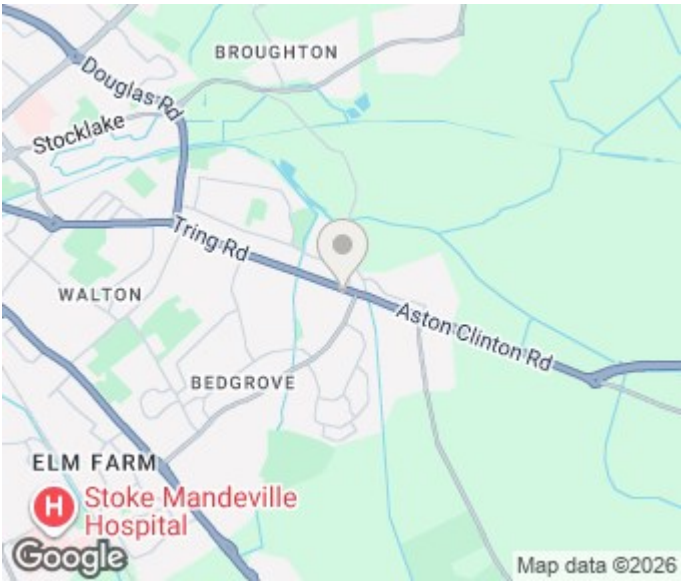 BROUGHTON
Douglas Rd
Stocklake
Tring Rd
WALTON
Aston Clinton Rd
BEDGROVE
ELM FARM
H
Stoke Mandeville
Hospital
Google
Map data ©2026